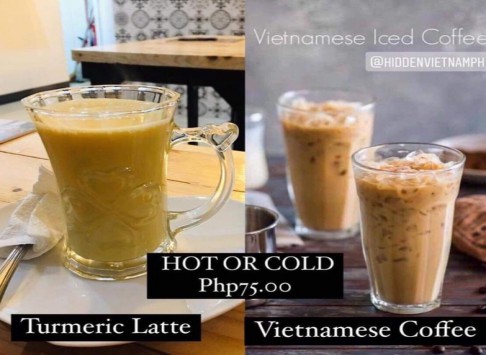 Vietnamese Iced Coffee
@HIDDENVIETNAMPH
HOT OR COLD
Php75.00
Turmeric Latte
Vietnamese Coffee